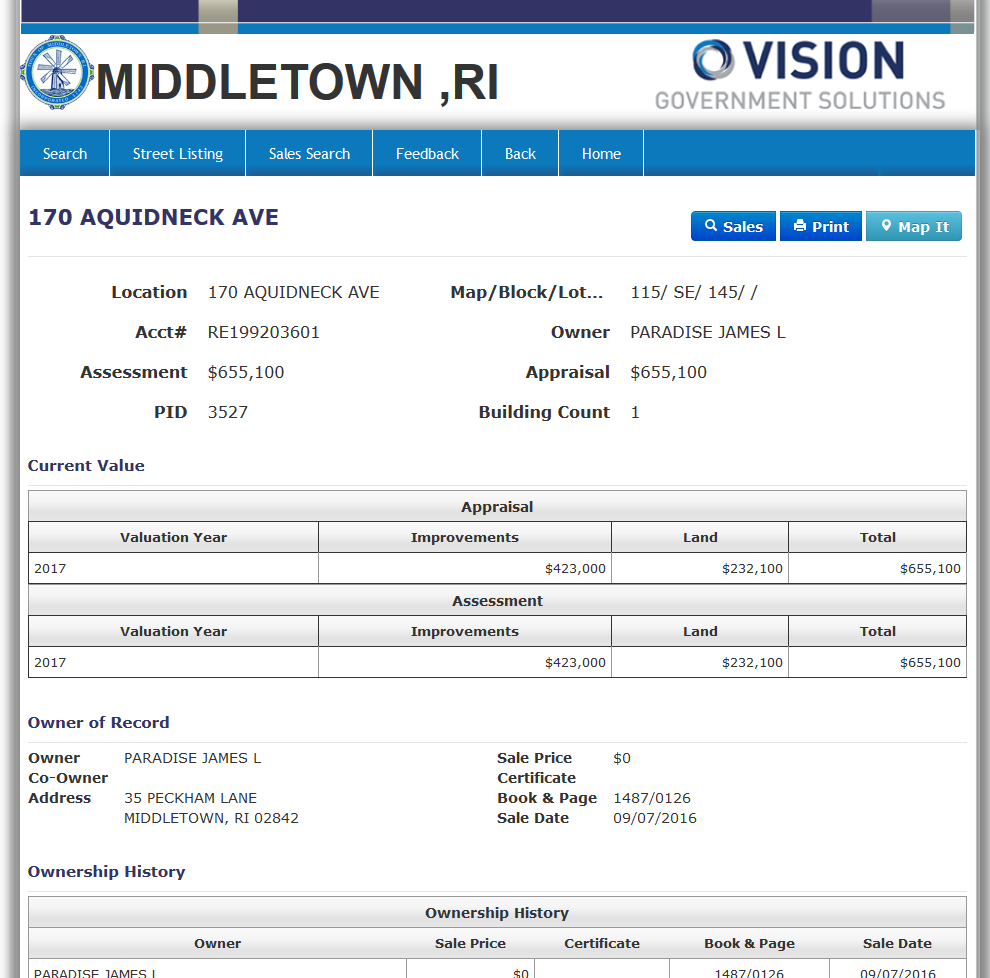 MIDDLETOWN ,RI
VISION
GOVERNMENT SOLUTIONS
Search Street Listing Sales Search Feedback Back Home
170 AQUIDNECK AVE
Sales Print Map It
Location 170 AQUIDNECK AVE Map/Block/Lot... 115/ SE/ 145/ /
Acct# RE199203601 Owner PARADISE JAMES L
Assessment $655,100 Appraisal $655,100
PID 3527 Building Count 1
Current Value
Appraisal
Valuation Year Improvements Land Total
2017 $423,000 $232,100 $655,100
Assessment
Valuation Year Improvements Land Total
2017 $423,000 $232,100 $655,100
Owner of Record
Owner PARADISE JAMES L Sale Price $0
Co-Owner Certificate
Address 35 PECKHAM LANE Book & Page 1487/0126
MIDDLETOWN, RI 02842 Sale Date 09/07/2016
Ownership History
Ownership History
Owner Sale Price Certificate Book & Page Sale Date
PARADISE JAMES L $0 1487/0126 09/07/2016